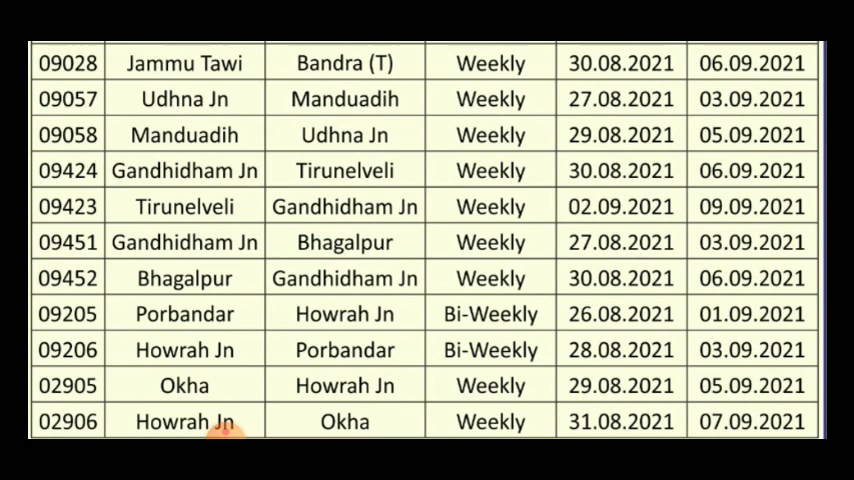 09028 Jammu Tawi Bandra (T) Weekly 30.08.2021 06.09.2021
09057 Udhna Jn Manduadih Weekly 27.08.2021 03.09.2021
09058 Manduadih Udhna Jn Weekly 29.08.2021 05.09.2021
09424 Gandhidham Jn Tirunelveli Weekly 30.08.2021 06.09.2021
09423 Tirunelveli Gandhidham Jn Weekly 02.09.2021 09.09.2021
09451 Gandhidham Jn Bhagalpur Weekly 27.08.2021 03.09.2021
09452 Bhagalpur Gandhidham Jn Weekly 30.08.2021 06.09.2021
09205 Porbandar Howrah Jn Bi-Weekly 26.08.2021 01.09.2021
09206 Howrah Jn Porbandar Bi-Weekly 28.08.2021 03.09.2021
02905 Okha Howrah Jn Weekly 29.08.2021 05.09.2021
02906 Howrah Jn Okha Weekly 31.08.2021 07.09.2021